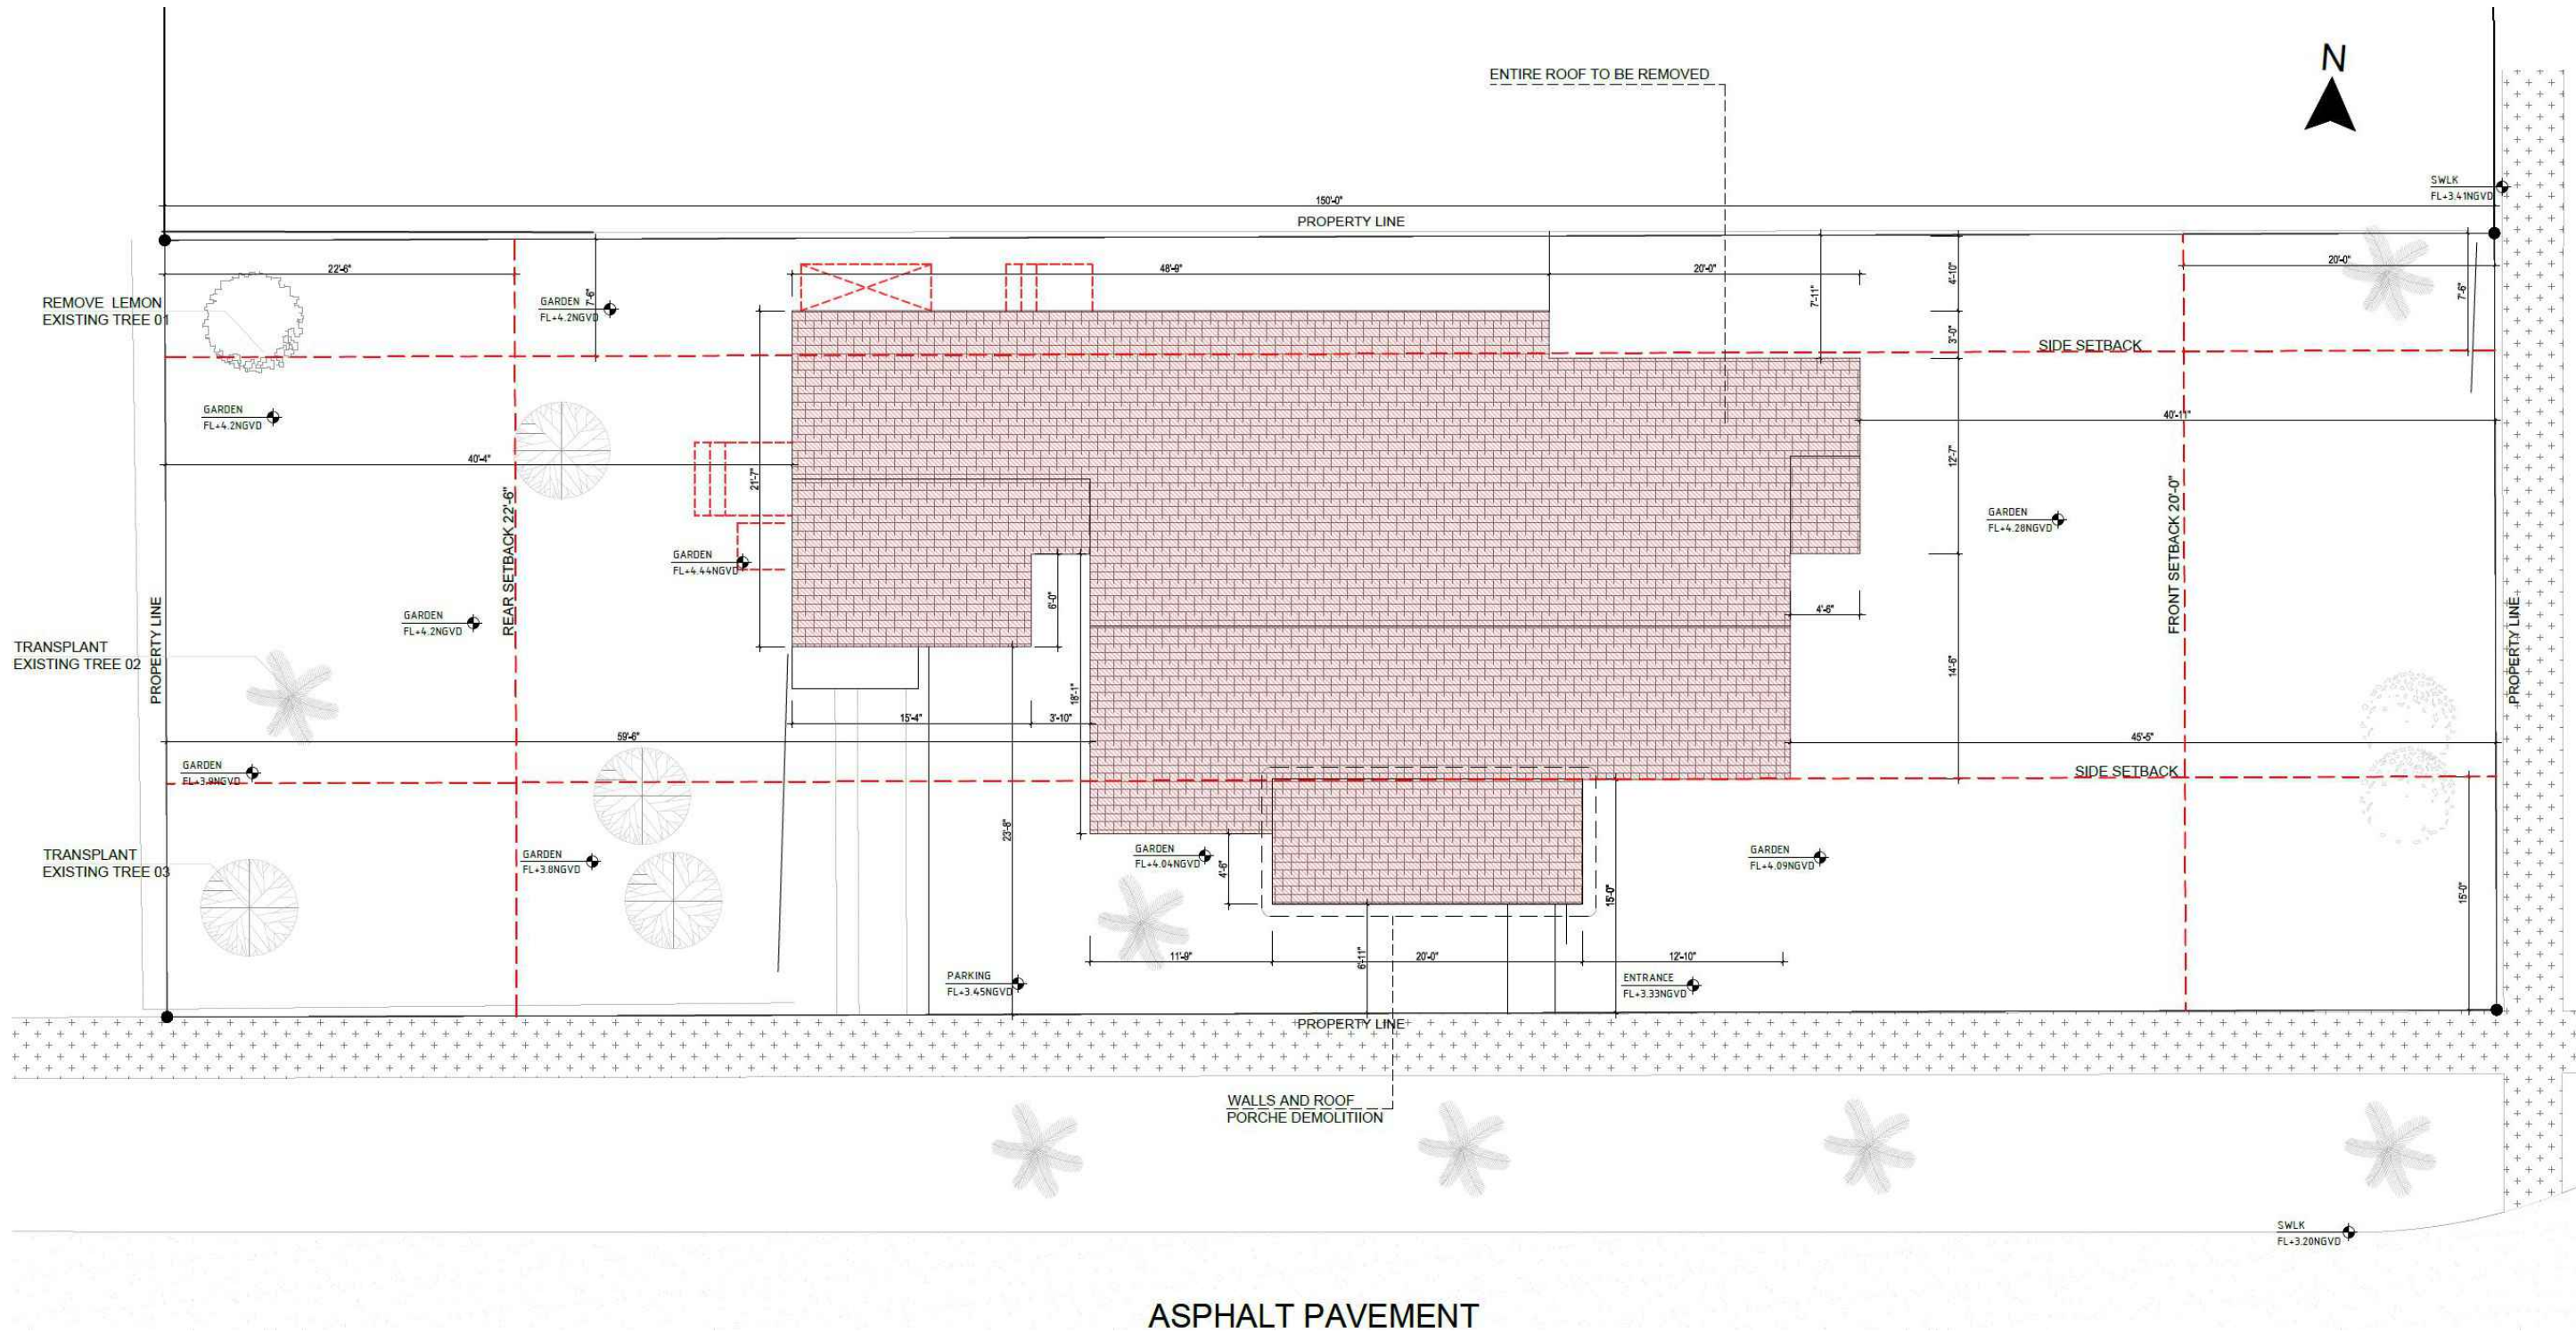 N
ENTIRE ROOF TO BE REMOVED
SWLK
FL+3.41NGVD
150'-0"
PROPERTY LINE
22'-6"
48'-9"
20'-0"
20'-0"
REMOVE LEMON
EXISTING TREE 01
GARDEN
FL+4.2NGVD
7'-6"
7'-11"
4'-10"
7'-6"
3'-0"
SIDE SETBACK
GARDEN
FL+4.2NGVD
40'-11"
40'-4"
21'-7"
12'-7"
REAR SETBACK 22'-6"
GARDEN
FL+4.28NGVD
FRONT SETBACK 20'-0"
GARDEN
FL+4.44NGVD
6'-0"
4'-6"
GARDEN
FL+4.2NGVD
TRANSPLANT
EXISTING TREE 02
PROPERTY LINE
PROPERTY LINE
14'-6"
18'-1"
15'-4"
3'-10"
59'-6"
45'-5"
GARDEN
FL+3.9NGVD
SIDE SETBACK
23'-8"
TRANSPLANT
EXISTING TREE 03
GARDEN
FL+3.8NGVD
GARDEN
FL+4.04NGVD
4'-6"
GARDEN
FL+4.09NGVD
15'-0"
15'-0"
11'-9"
6'-11"
20'-0"
12'-10"
PARKING
FL+3.45NGVD
ENTRANCE
FL+3.33NGVD
PROPERTY LINE
WALLS AND ROOF
PORCHE DEMOLITIION
SWLK
FL+3.20NGVD
ASPHALT PAVEMENT